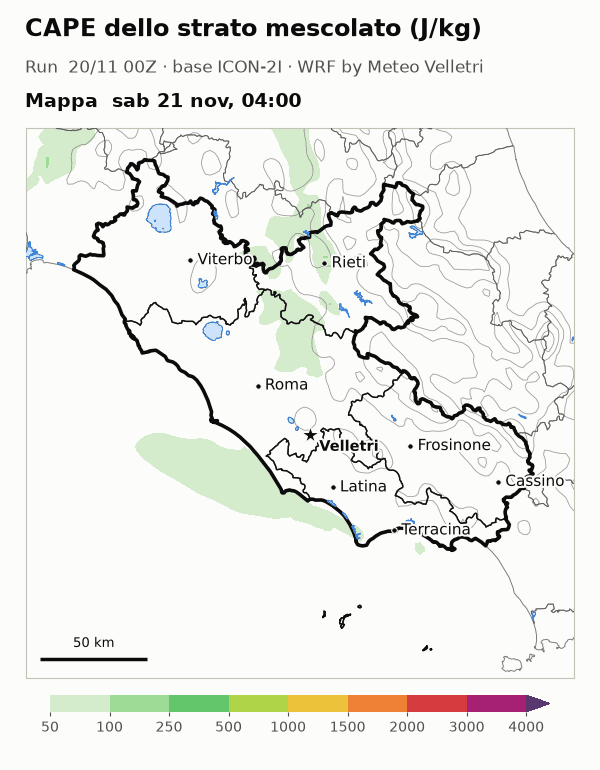 CAPE dello strato mescolato (J/kg)
Run  20/11 00Z · base ICON-2I · WRF by Meteo Velletri
Mappa  sab 21 nov, 04:00
Viterbo
Rieti
Roma
Velletri
Frosinone
Latina
Cassino
Terracina
50 km
50 100 250 500 1000 1500 2000 3000 4000